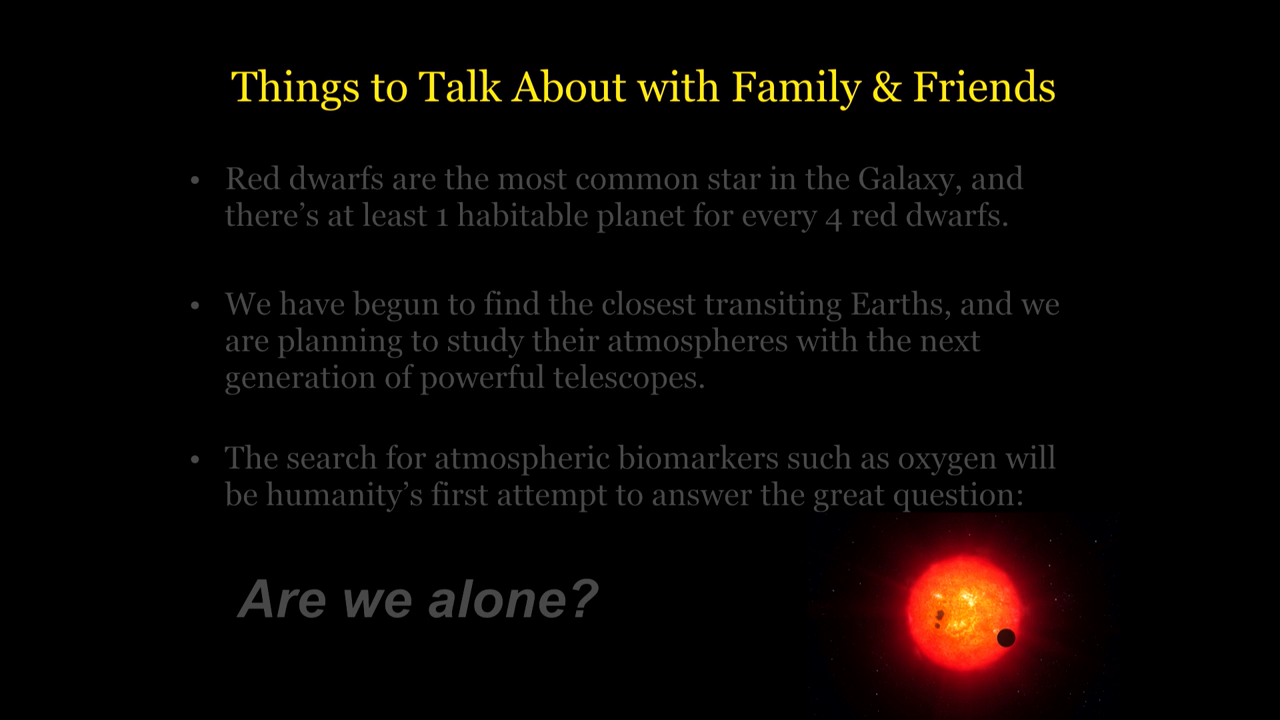 Things to Talk About with Family & Friends
• Red dwarfs are the most common star in the Galaxy, and
there’s at least 1 habitable planet for every 4 red dwarfs.
• We have begun to find the closest transiting Earths, and we
are planning to study their atmospheres with the next
generation of powerful telescopes.
• The search for atmospheric biomarkers such as oxygen will
be humanity’s first attempt to answer the great question:
Are we alone?